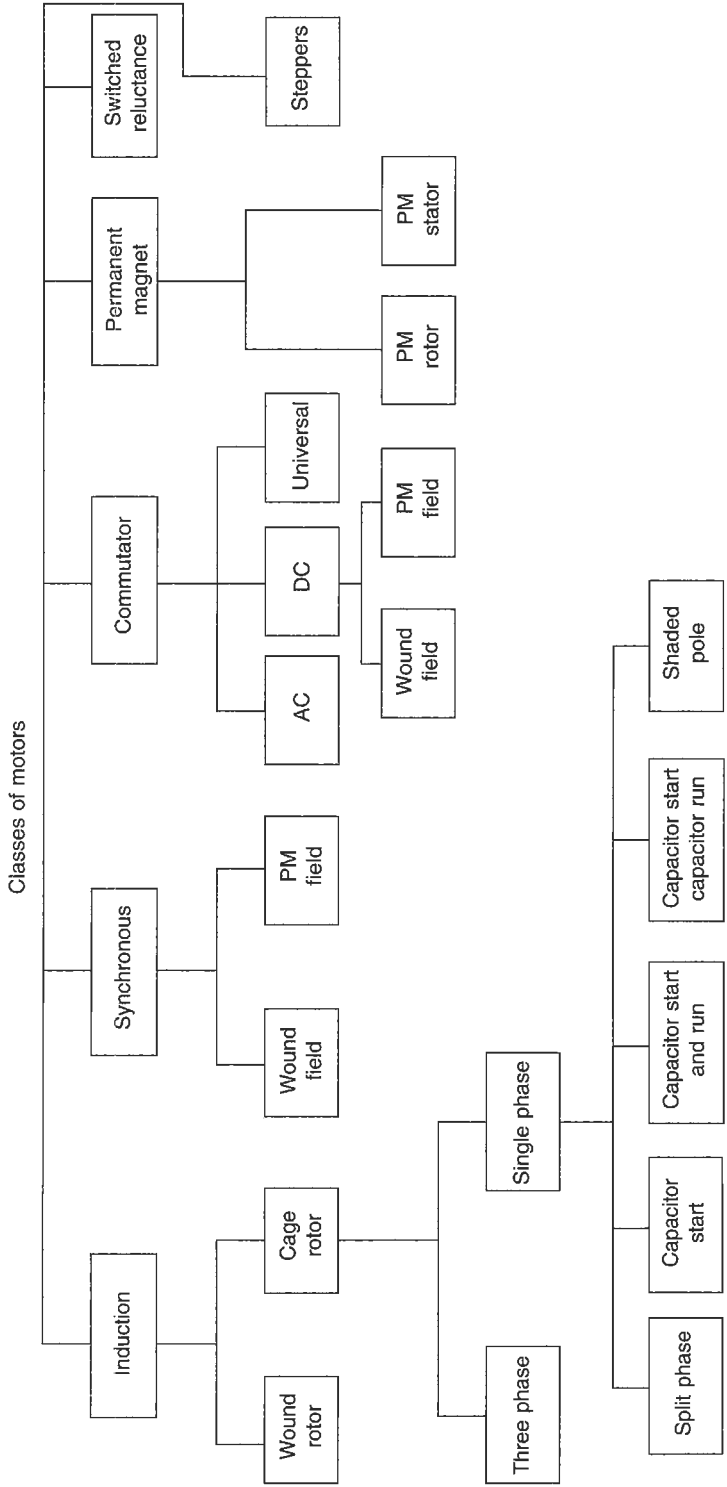 Classes of motors
Induction
Synchronous
Commutator
Permanent
magnet
Switched
reluctance
Wound
rotor
Cage
rotor
Wound
field
PM
field
AC
DC
Universal
Steppers
Wound
field
PM
field
PM
rotor
PM
stator
Three phase
Single phase
Split phase
Capacitor
start
Capacitor start
and run
Capacitor start
capacitor run
Shaded
pole